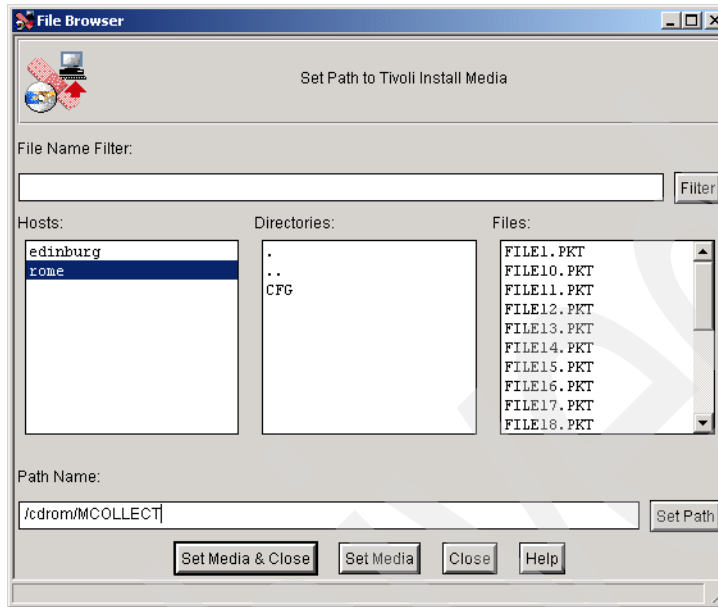 File Browser
Set Path to Tivoli Install Media
File Name Filter:
Filter
Hosts:
edinburg
rome
Directories:
.
..
CFG
Files:
FILE1.PKT
FILE10.PKT
FILE11.PKT
FILE12.PKT
FILE13.PKT
FILE14.PKT
FILE15.PKT
FILE16.PKT
FILE17.PKT
FILE18.PKT
Path Name:
/cdrom/MCOLLECT
Set Path
Set Media & Close
Set Media
Close
Help